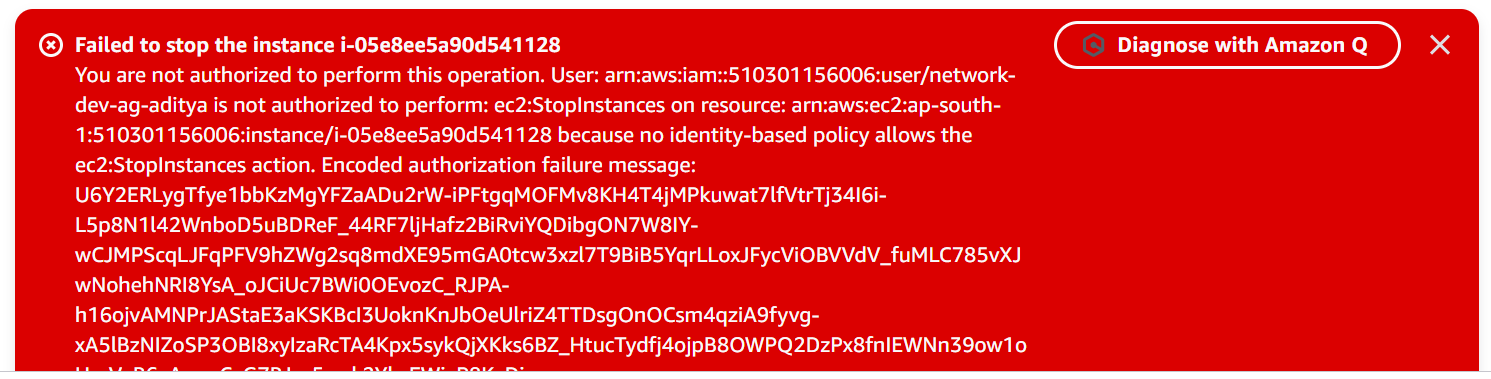 Failed to stop the instance i-05e8ee5a90d541128
Diagnose with Amazon Q
You are not authorized to perform this operation. User: arn:aws:iam::510301156006:user/network-
dev-ag-aditya is not authorized to perform: ec2:StopInstances on resource: arn:aws:ec2:ap-south-
1:510301156006:instance/i-05e8ee5a90d541128 because no identity-based policy allows the
ec2:StopInstances action. Encoded authorization failure message:
U6Y2ERLygTfye1bbKzMgYFZaADu2rW-iPFtgqMOFMv8KH4T4jMPkuwat7lfVtrTj34I6i-
L5p8N1l42WnboD5uBDReF_44RF7ljHafz2BiRviYQDibgON7W8IY-
wCJMPScqLJFqPFV9hZWg2sq8mdXE95mGA0tcw3xzl7T9BiB5YqrLLoxJFycViOBVVdV_fuMLC785vXJ
wNohehNRI8YsA_oJCiUc7BWi0OEvozC_RJPA-
h16ojvAMNPrJAStaE3aKSKBcI3UoknKnJbOeUlriZ4TTDsgOnOCsm4qziA9fyvg-
xA5lBzNIZoSP3OBI8xyIzaRcTA4Kpx5sykQjXKks6BZ_HtucTydfj4ojpB8OWPQ2DzPx8fnIEWNn39ow1o